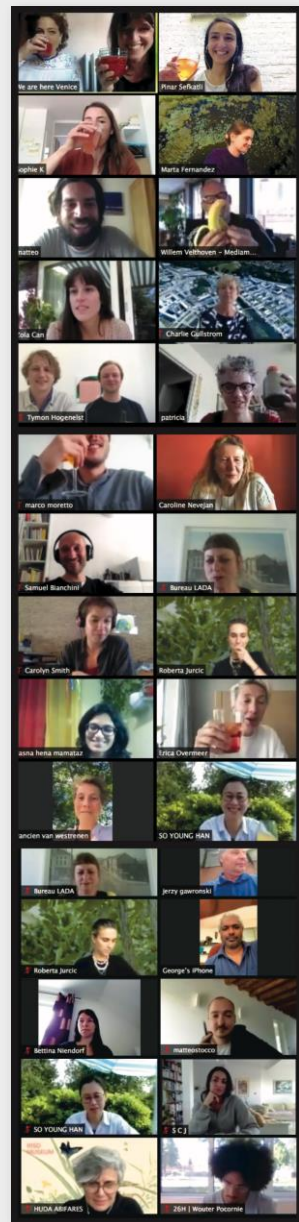 We are here Venice
Pinar Sefkatli
Sophie K
Marta Fernandez
matteo
Willem Velthoven – Mediam...
Zola Can
Charlie Gullstrom
Tymon Hogenelst
patricia
marco moretto
Caroline Nevejan
Samuel Bianchini
Bureau LADA
Carolyn Smith
Roberta Jurcic
asna hena mamataz
Erica Overmeer
ancien van westrenen
SO YOUNG HAN
Bureau LADA
jerzy gawronski
Roberta Jurcic
George's iPhone
Bettina Niendorf
matteostocco
SO YOUNG HAN
S C J
MUSEUM
HUDA ABIFARES
26H | Wouter Pocornie